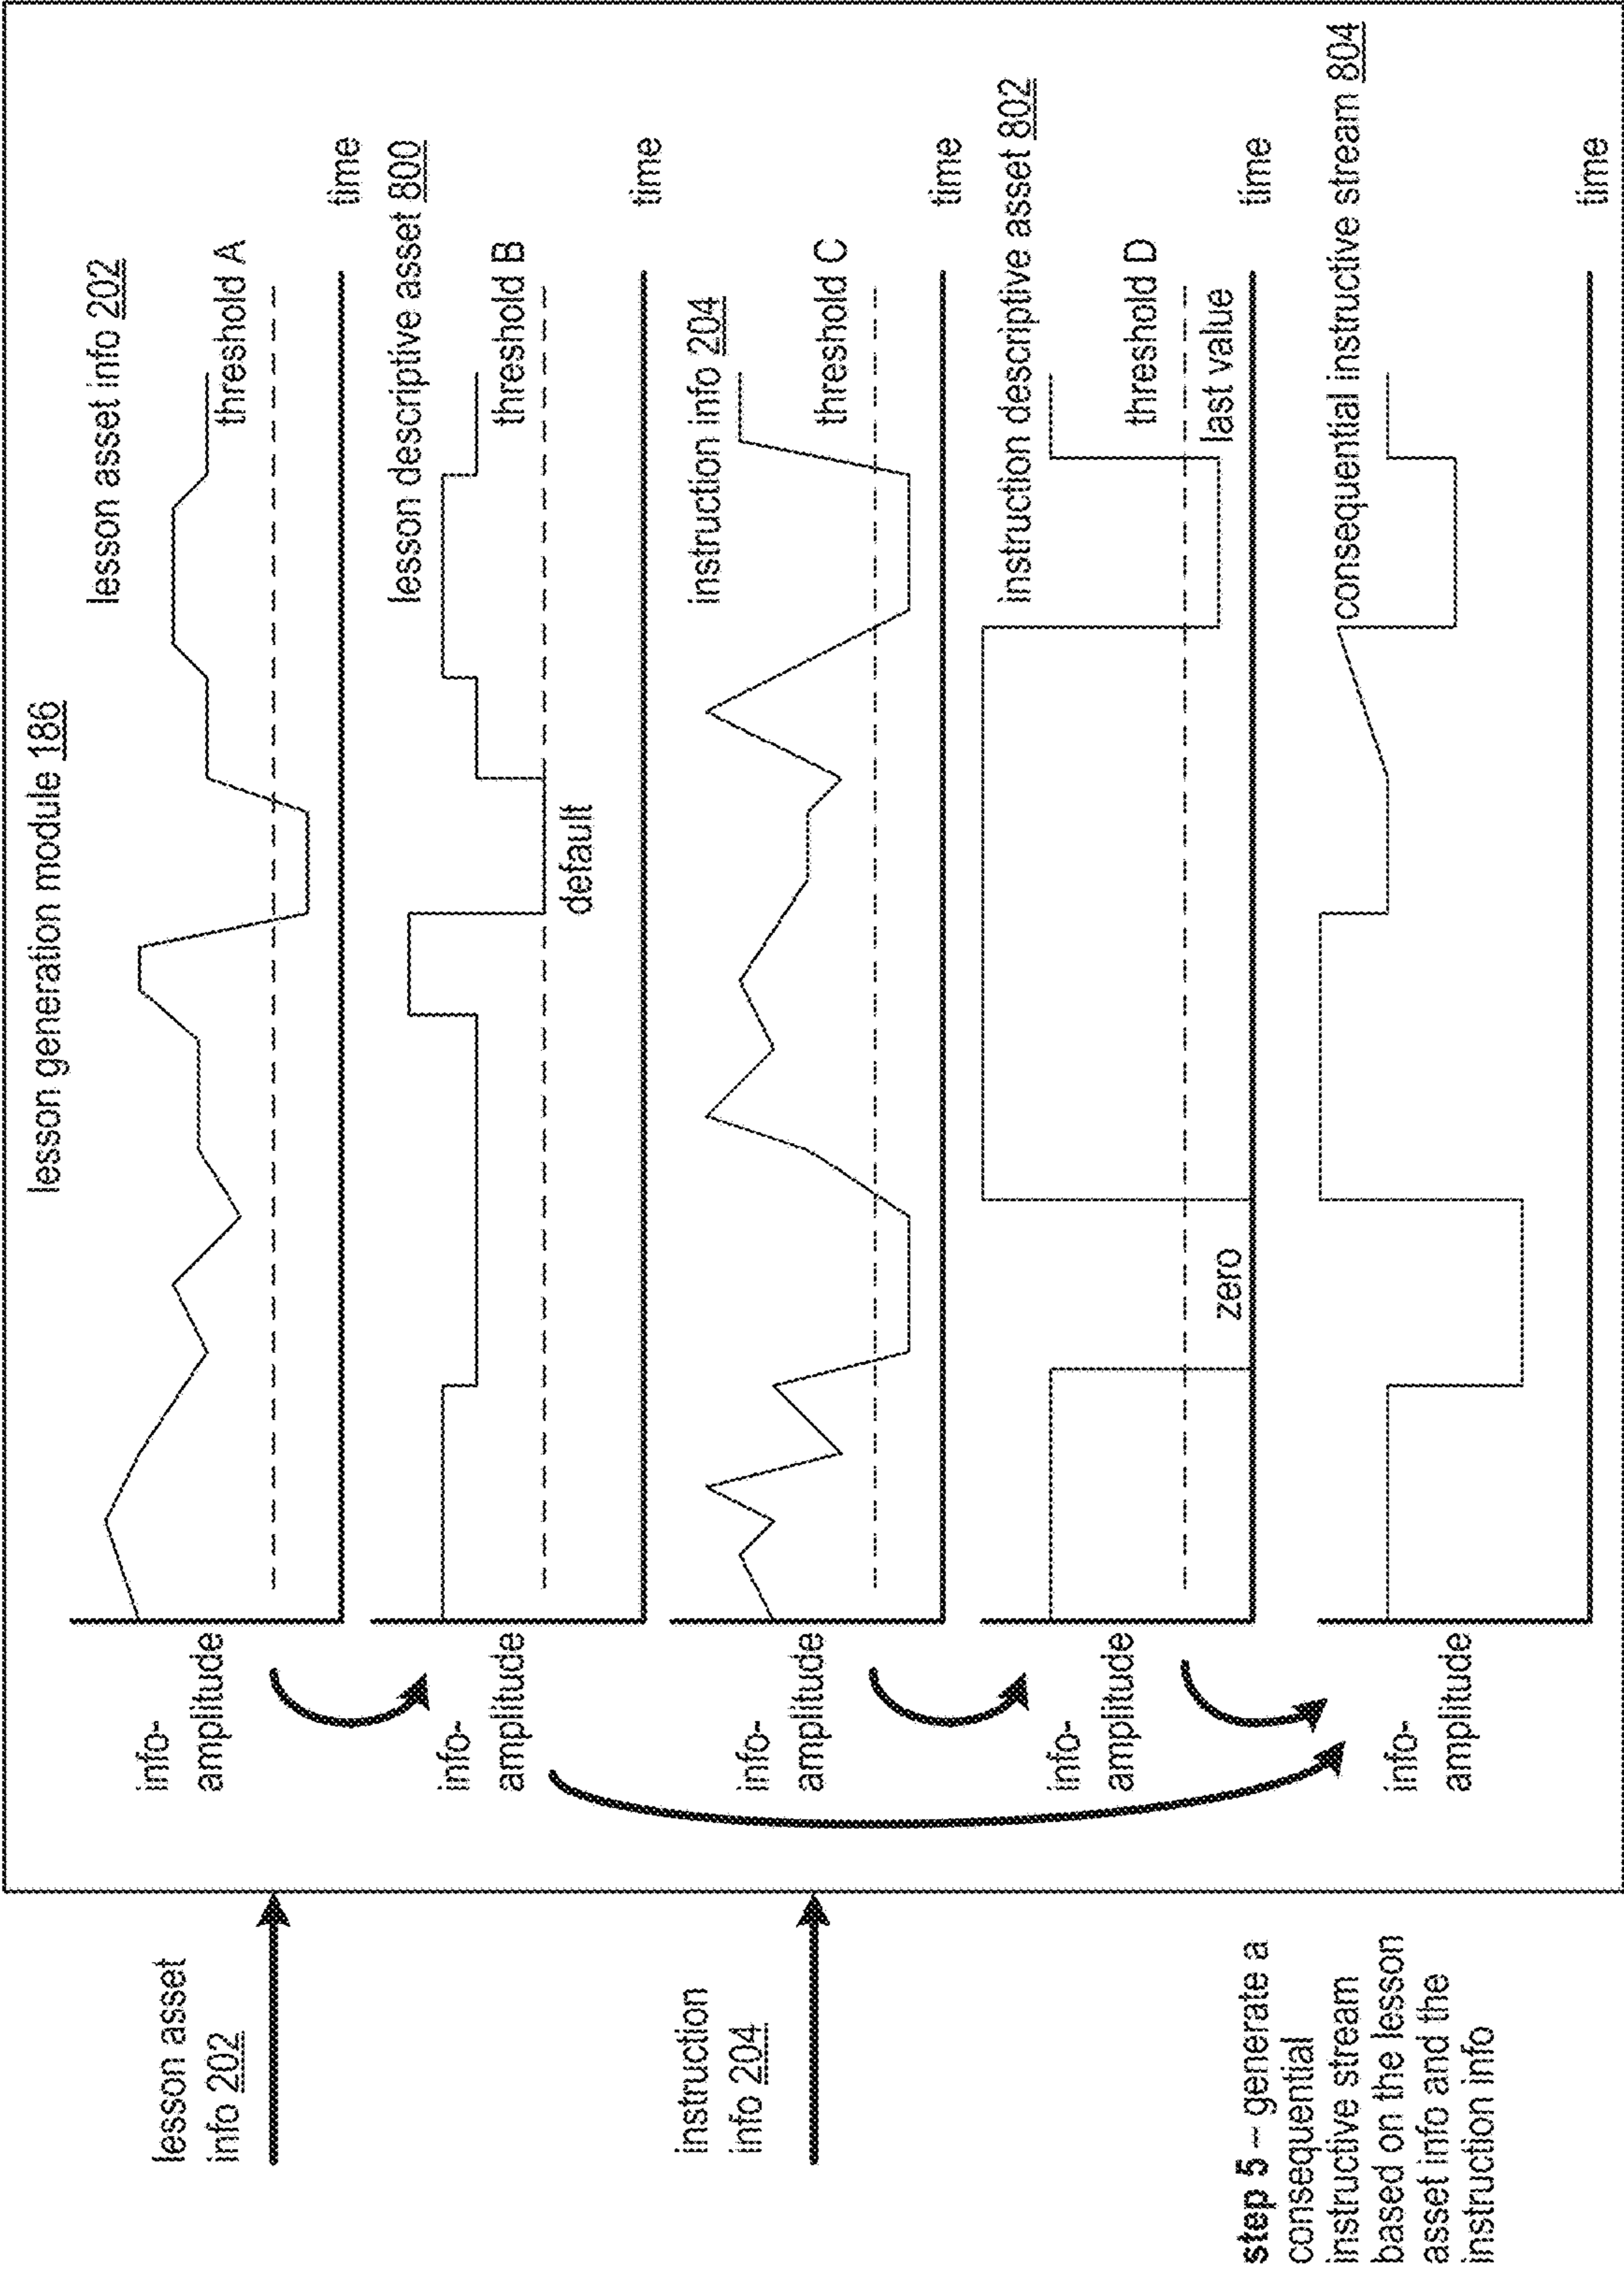 lesson generation module 186
lesson asset
info 202
info-
amplitude
lesson asset info 202
threshold A
time
info-
amplitude
lesson descriptive asset 800
threshold B
default
time
instruction
info 204
info-
amplitude
instruction info 204
threshold C
time
info-
amplitude
instruction descriptive asset 802
threshold D
zero
last value
time
step 5 – generate a
consequential
instructive stream
based on the lesson
asset info and the
instruction info
info-
amplitude
consequential instructive stream 804
time